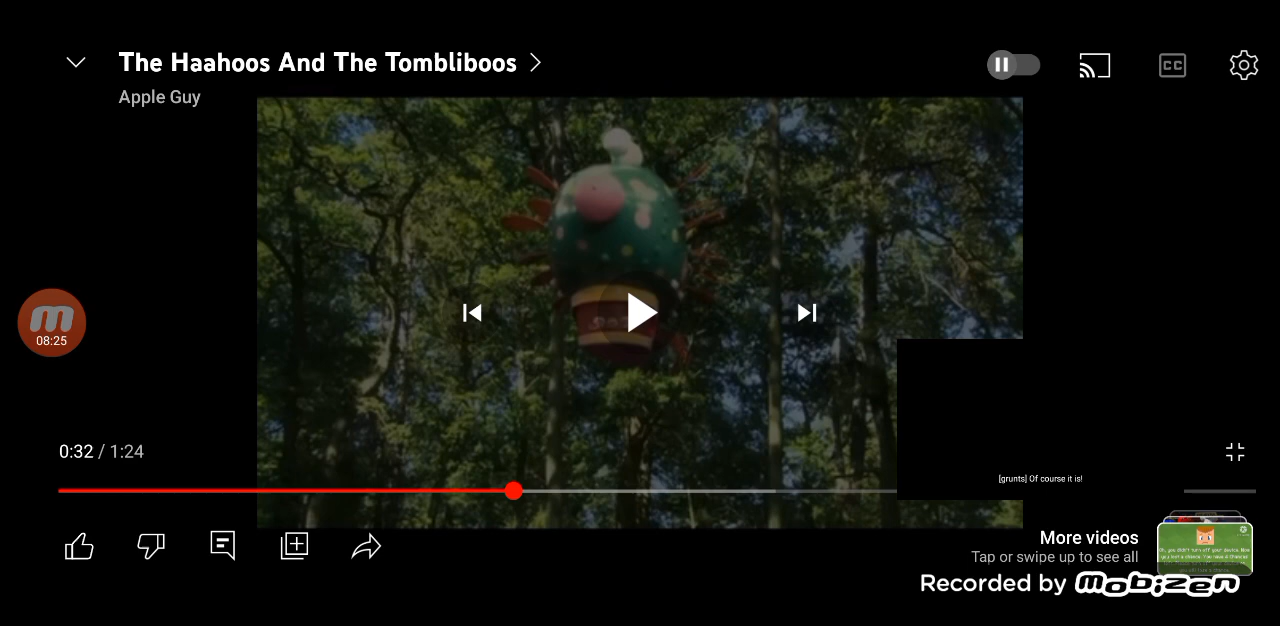 The Haahoos And The Tombliboos
Apple Guy
CC
m
08:25
0:32 / 1:24
[grunts] Of course it is!
More videos
Tap or swipe up to see all
Recorded by mobizen